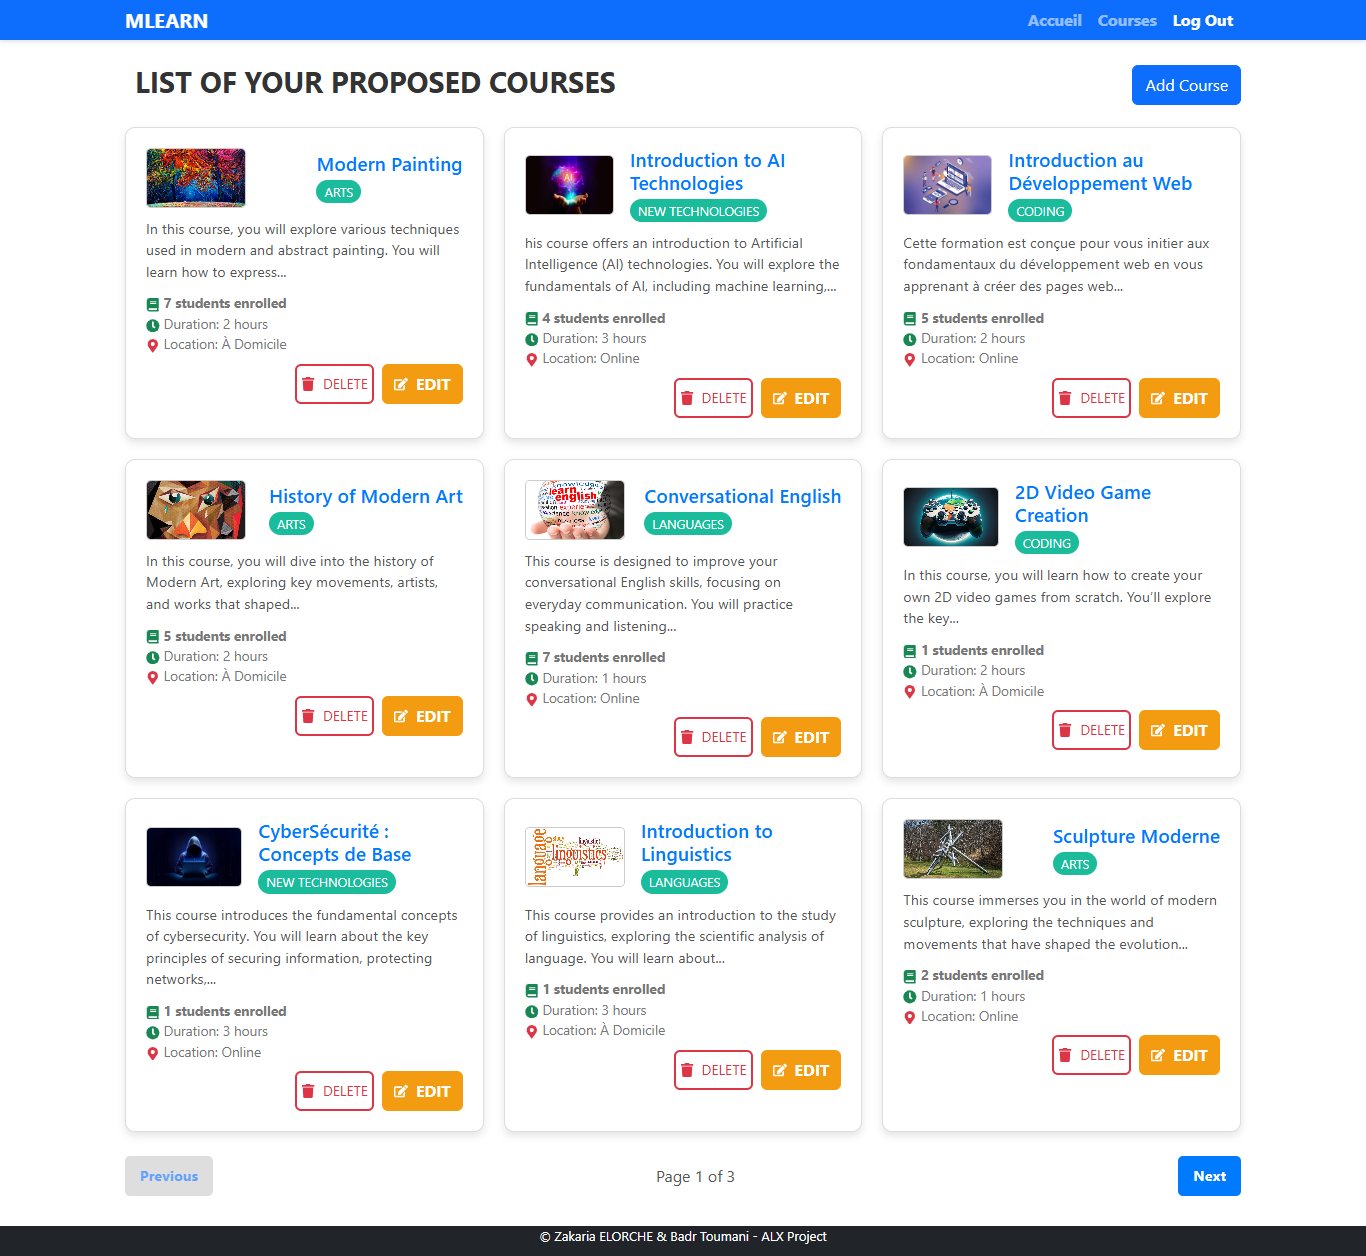 MLEARN
Accueil Courses Log Out
LIST OF YOUR PROPOSED COURSES
Add Course
Modern Painting
ARTS
In this course, you will explore various techniques
used in modern and abstract painting. You will
learn how to express...
7 students enrolled
Duration: 2 hours
Location: À Domicile
DELETE EDIT
AI
Introduction to AI
Technologies
NEW TECHNOLOGIES
his course offers an introduction to Artificial
Intelligence (AI) technologies. You will explore the
fundamentals of AI, including machine learning,...
4 students enrolled
Duration: 3 hours
Location: Online
DELETE EDIT
Introduction au
Développement Web
CODING
Cette formation est conçue pour vous initier aux
fondamentaux du développement web en vous
apprenant à créer des pages web...
5 students enrolled
Duration: 2 hours
Location: Online
DELETE EDIT
History of Modern Art
ARTS
In this course, you will dive into the history of
Modern Art, exploring key movements, artists,
and works that shaped...
5 students enrolled
Duration: 2 hours
Location: À Domicile
DELETE EDIT
learn
english
Conversational English
LANGUAGES
This course is designed to improve your
conversational English skills, focusing on
everyday communication. You will practice
speaking and listening...
7 students enrolled
Duration: 1 hours
Location: Online
DELETE EDIT
2D Video Game
Creation
CODING
In this course, you will learn how to create your
own 2D video games from scratch. You’ll explore
the key...
1 students enrolled
Duration: 2 hours
Location: À Domicile
DELETE EDIT
CyberSécurité :
Concepts de Base
NEW TECHNOLOGIES
This course introduces the fundamental concepts
of cybersecurity. You will learn about the key
principles of securing information, protecting
networks,...
1 students enrolled
Duration: 3 hours
Location: Online
DELETE EDIT
language
linguistics
Introduction to
Linguistics
LANGUAGES
This course provides an introduction to the study
of linguistics, exploring the scientific analysis of
language. You will learn about...
1 students enrolled
Duration: 3 hours
Location: À Domicile
DELETE EDIT
Sculpture Moderne
ARTS
This course immerses you in the world of modern
sculpture, exploring the techniques and
movements that have shaped the evolution...
2 students enrolled
Duration: 1 hours
Location: Online
DELETE EDIT
Previous
Page 1 of 3
Next
© Zakaria ELORCHE & Badr Toumani - ALX Project